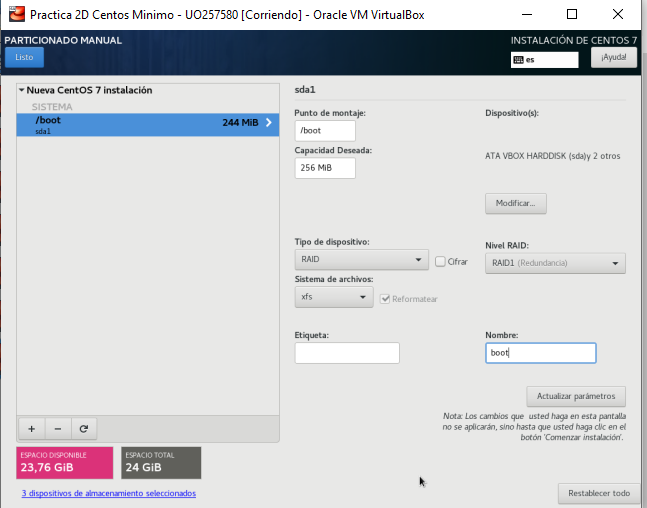 Practica 2D Centos Minimo - UO257580 [Corriendo] - Oracle VM VirtualBox
PARTICIONADO MANUAL
INSTALACIÓN DE CENTOS 7
Listo
es
¡Ayuda!
Nueva CentOS 7 instalación
SISTEMA
/boot
244 MiB
sda1
sda1
Punto de montaje:
Dispositivo(s):
/boot
Capacidad Deseada:
ATA VBOX HARDDISK (sda)y 2 otros
256 MiB
Modificar...
Tipo de dispositivo:
Nivel RAID:
RAID
Cifrar
RAID1 (Redundancia)
Sistema de archivos:
xfs
Reformatear
Etiqueta:
Nombre:
boot
Actualizar parámetros
Nota: Los cambios que usted haga en esta pantalla
no se aplicarán, sino hasta que usted haga clic en el
botón 'Comenzar instalación'.
ESPACIO DISPONIBLE
23,76 GiB
ESPACIO TOTAL
24 GiB
3 dispositivos de almacenamiento seleccionados
Restablecer todo